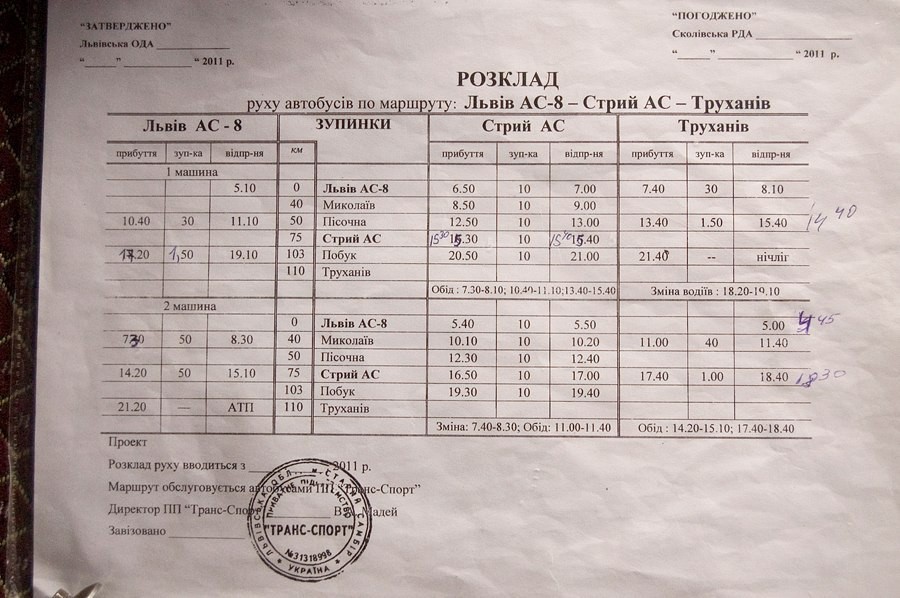 “ЗАТВЕРДЖЕНО”
Львівська ОДА ____________
“_____” ___________ “ 2011 р.
“ПОГОДЖЕНО”
Сколівська РДА ________________
“_____” ____________ “ 2011 р.
РОЗКЛАД
руху автобусів по маршруту: Львів АС-8 – Стрий АС – Труханів
Львів АС - 8 ЗУПИНКИ Стрий АС Труханів
прибуття зуп-ка відпр-ня км прибуття зуп-ка відпр-ня прибуття зуп-ка відпр-ня
1 машина
5.10 0 Львів АС-8 6.50 10 7.00 7.40 30 8.10
40 Миколаїв 8.50 10 9.00
10.40 30 11.10 50 Пісочна 12.50 10 13.00 13.40 1.50 15.40 14 40
75 Стрий АС 15 30 .30 10 15 40 .40
.20 1,50 19.10 103 Побук 20.50 10 21.00 21.40 -- нічліг
110 Труханів
Обід : 7.30-8.10; 10.40-11.10;13.40-15.40 Зміна водіїв : 18.20-19.10
2 машина
0 Львів АС-8 5.40 10 5.50 5.00 4 45
50 8.30 40 Миколаїв 10.10 10 10.20 11.00 40 11.40
50 Пісочна 12.30 10 12.40
14.20 50 15.10 75 Стрий АС 16.50 10 17.00 17.40 1.00 18.40 1830
103 Побук 19.30 10 19.40
21.20 — АТП 110 Труханів
Зміна: 7.40-8.30; Обід: 11.00-11.40 Обід : 14.20-15.10; 17.40-18.40
Проект
Розклад руху вводиться з ____ 2011 р.
Маршрут обслуговується автобусами ПП “Транс-Спорт”
Директор ПП “Транс-Спорт Мадей
Завізовано ____________
ЛЬВІВСЬКА ОБЛ. м. СТАРИЙ САМБІР
ПРИВАТНЕ ПІДПРИЄМСТВО
"ТРАНС-СПОРТ"
№31318998
* УКРАЇНА *